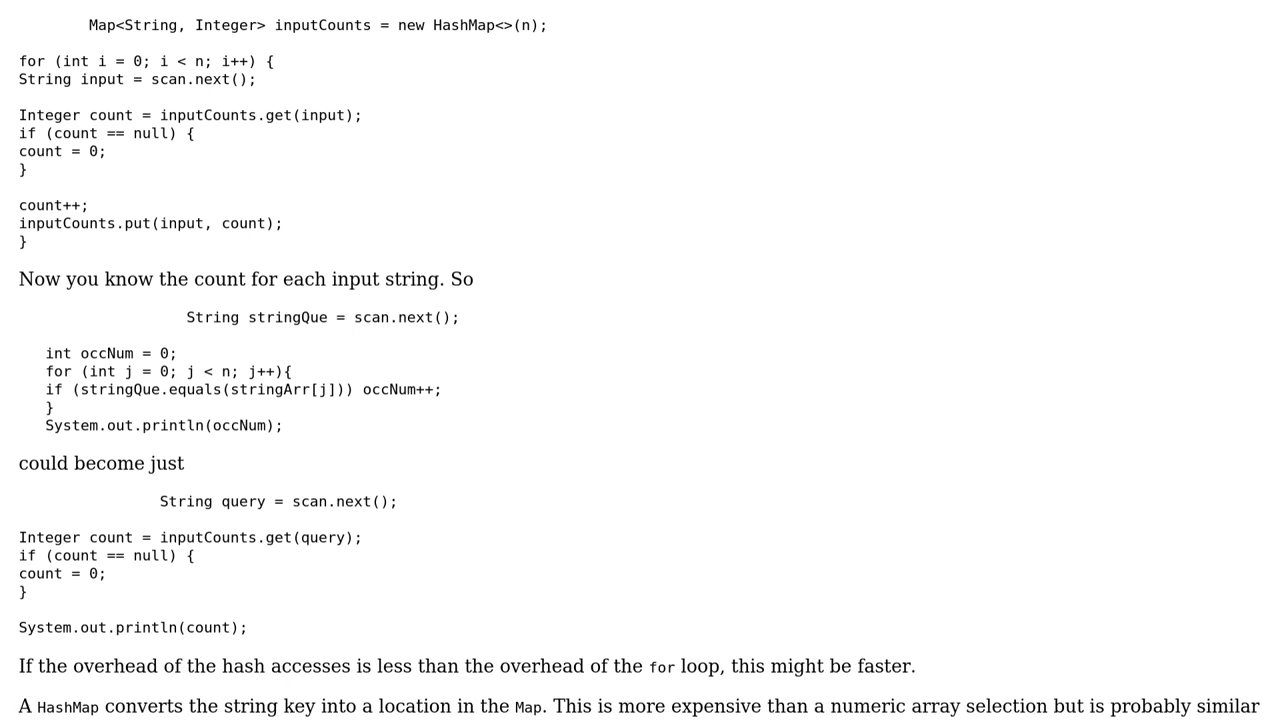 Map<String, Integer> inputCounts = new HashMap<>(n);
for (int i = 0; i < n; i++) {
String input = scan.next();
Integer count = inputCounts.get(input);
if (count == null) {
count = 0;
}
count++;
inputCounts.put(input, count);
}
Now you know the count for each input string. So
String stringQue = scan.next();
int occNum = 0;
for (int j = 0; j < n; j++){
if (stringQue.equals(stringArr[j])) occNum++;
}
System.out.println(occNum);
could become just
String query = scan.next();
Integer count = inputCounts.get(query);
if (count == null) {
count = 0;
}
System.out.println(count);
If the overhead of the hash accesses is less than the overhead of the for loop, this might be faster.
A HashMap converts the string key into a location in the Map. This is more expensive than a numeric array selection but is probably similar